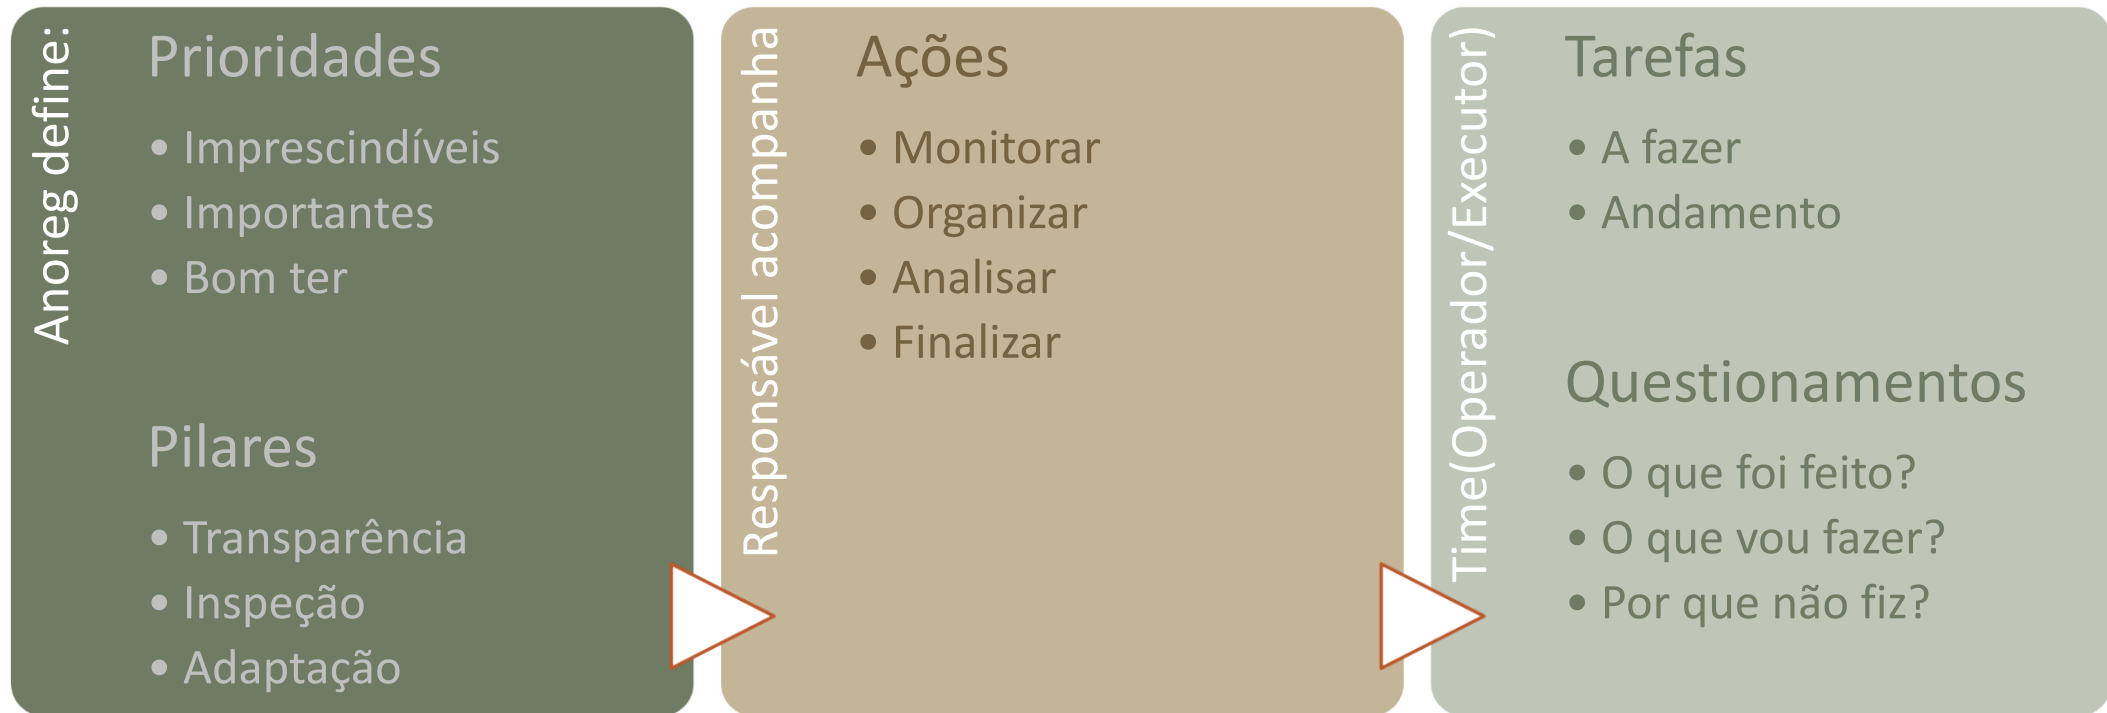 Anoreg define:
Prioridades
• Imprescindíveis
• Importantes
• Bom ter
Pilares
• Transparência
• Inspeção
• Adaptação
Responsável acompanha
Ações
• Monitorar
• Organizar
• Analisar
• Finalizar
Time(Operador/Executor)
Tarefas
• A fazer
• Andamento
Questionamentos
• O que foi feito?
• O que vou fazer?
• Por que não fiz?